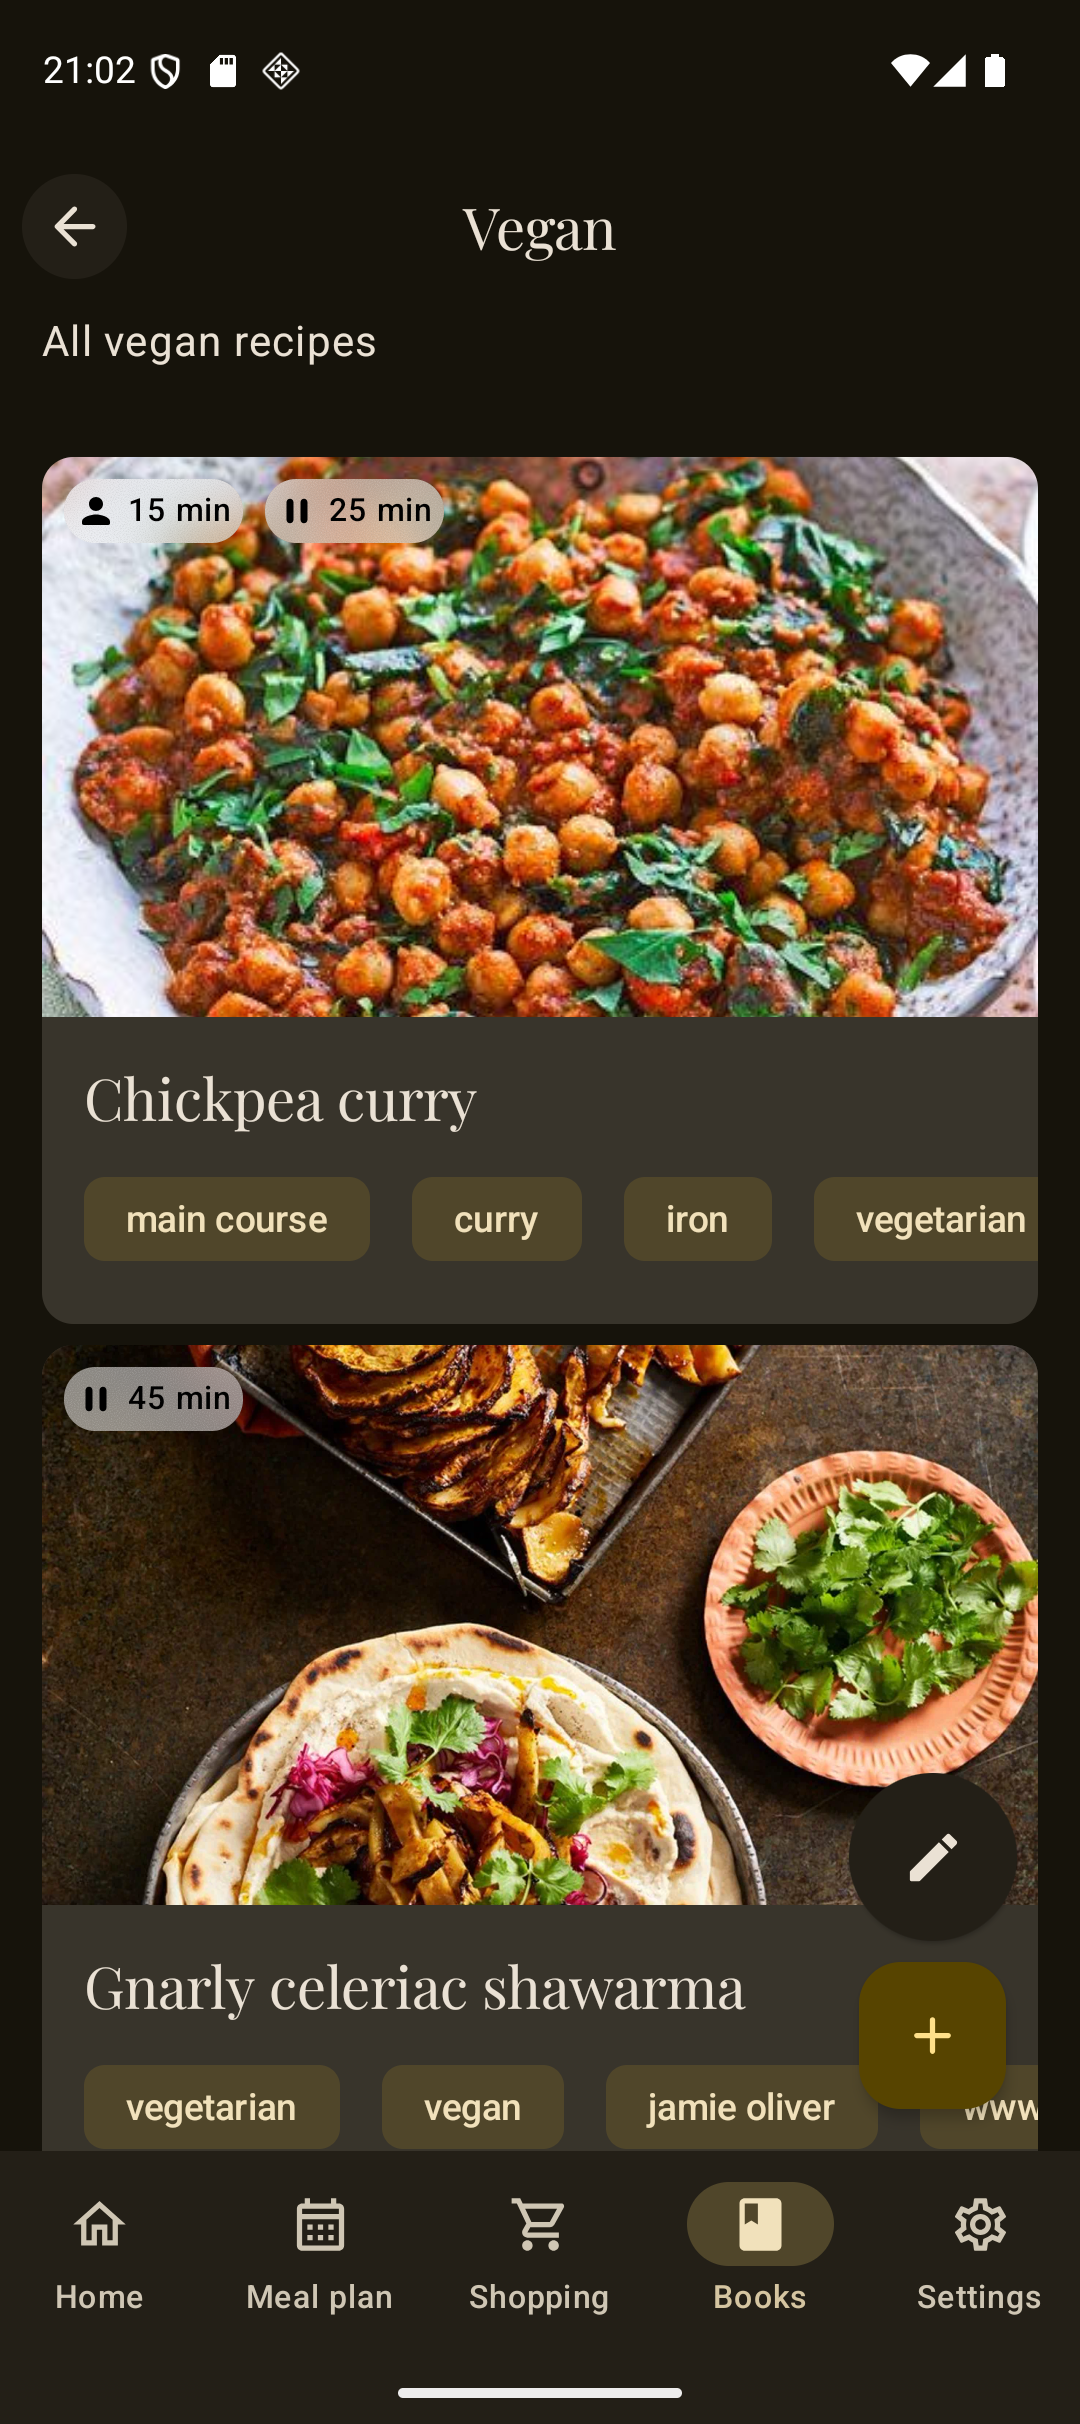 21:02
Vegan
All vegan recipes
15 min 25 min
Chickpea curry
main course curry iron vegetarian
45 min
Gnarly celeriac shawarma
vegetarian vegan jamie oliver www
Home Meal plan Shopping Books Settings